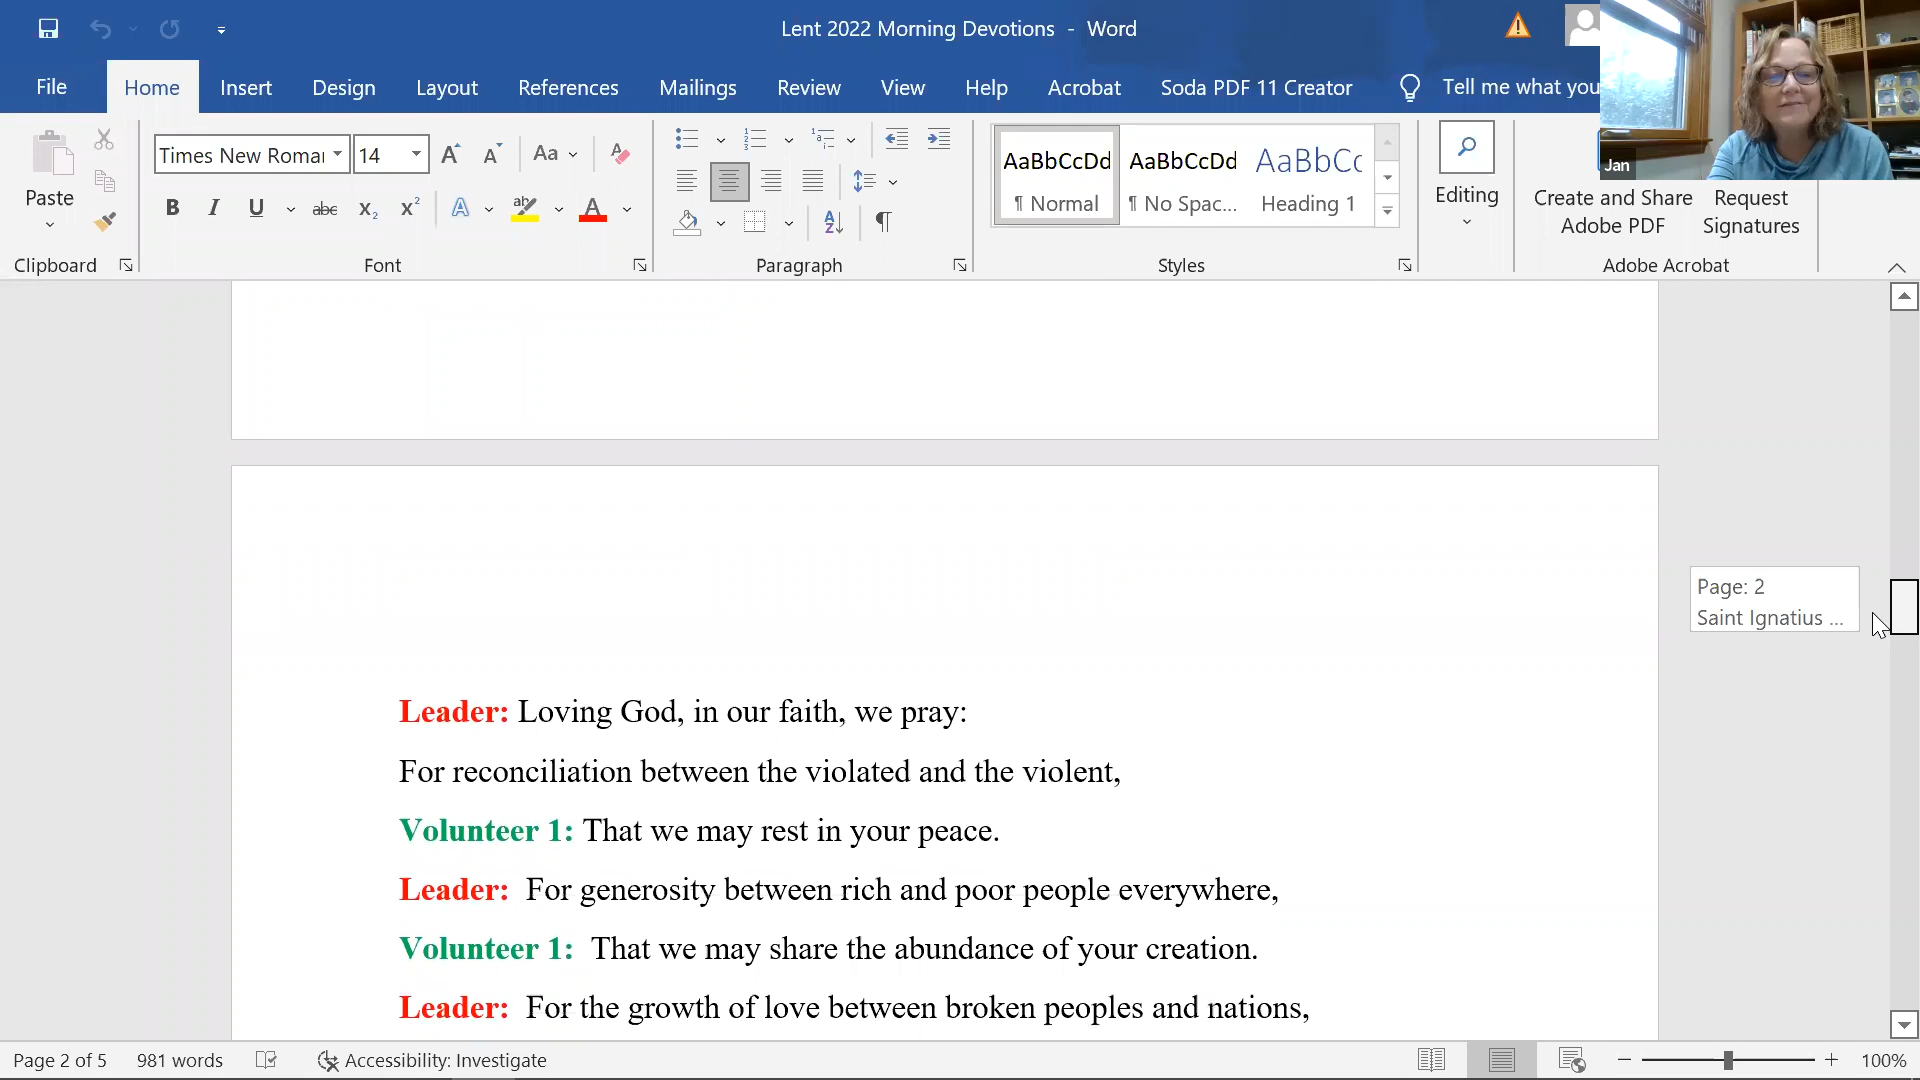 Lent 2022 Morning Devotions - Word
File Home Insert Design Layout References Mailings Review View Help Acrobat Soda PDF 11 Creator Tell me what you
Jan
Paste
Clipboard
Times New Roman 14 Aa
B I U abc X₂ X² A ab A
Font
A Z ¶
Paragraph
AaBbCcDd AaBbCcDd AaBbCc
¶ Normal ¶ No Spac... Heading 1
Styles
Editing
Create and Share
Adobe PDF
Request
Signatures
Adobe Acrobat
Page: 2
Saint Ignatius ...
Leader: Loving God, in our faith, we pray:
For reconciliation between the violated and the violent,
Volunteer 1: That we may rest in your peace.
Leader: For generosity between rich and poor people everywhere,
Volunteer 1: That we may share the abundance of your creation.
Leader: For the growth of love between broken peoples and nations,
Page 2 of 5 981 words Accessibility: Investigate 100%